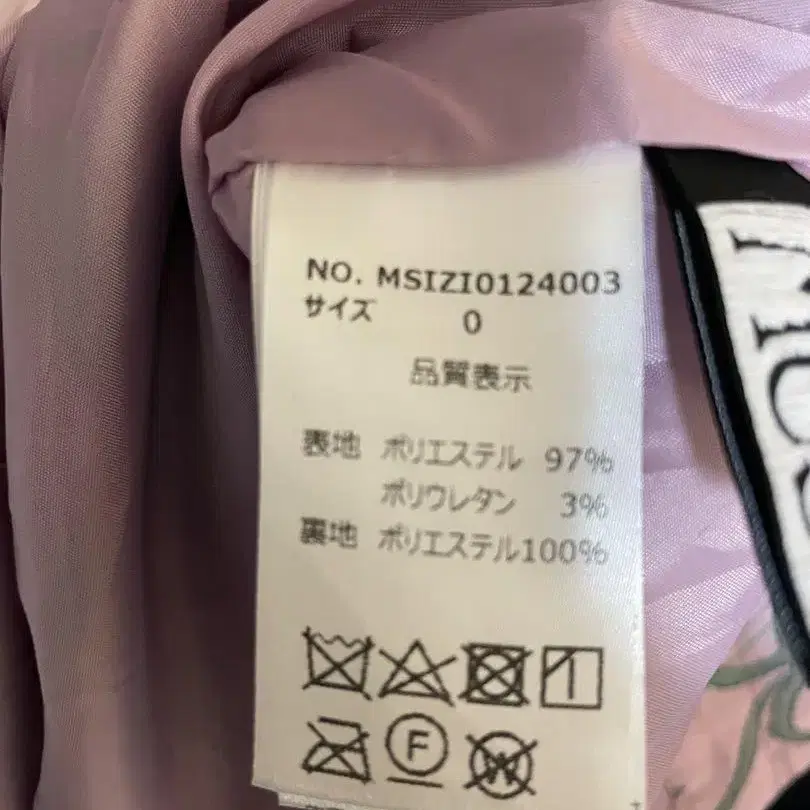 NO. MSIZI0124003
サイズ 0
品質表示
表地 ポリエステル 97%
ポリウレタン 3%
裏地 ポリエステル100%
F
W